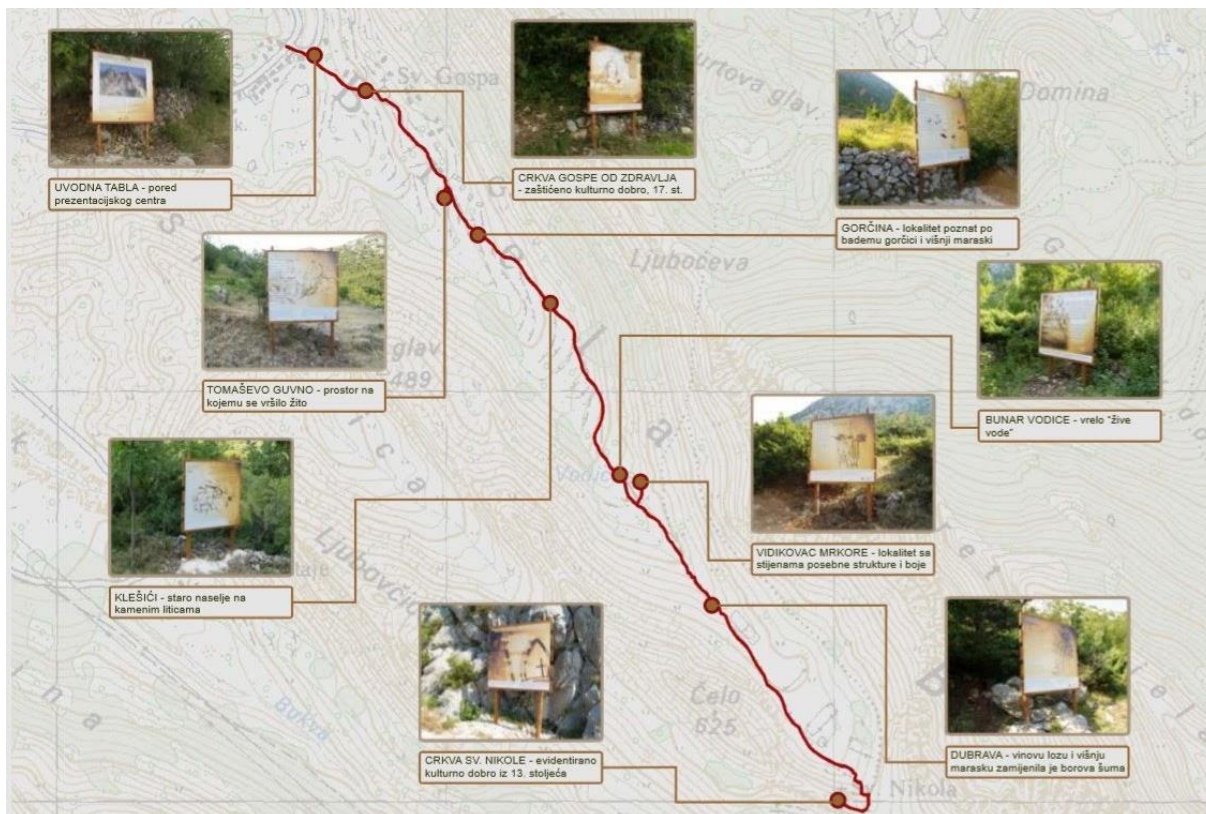 Sv. Gospa
Domina
UVODNA TABLA - pored
prezentacijskog centra
CRKVA GOSPE OD ZDRAVLJA
- zaštićeno kulturno dobro, 17. st.
GORČINA - lokalitet poznat po
bademu gorčici i višnji maraski
Ljubočeva
TOMAŠEVO GUVNO - prostor na
kojemu se vršilo žito
glav
489
BUNAR VODICE - vrelo "žive
vode"
VIDIKOVAC MRKORE - lokalitet sa
stijenama posebne strukture i boje
KLEŠIĆI - staro naselje na
kamenim liticama
Bukva
Čelo
625
CRKVA SV. NIKOLE - evidentirano
kulturno dobro iz 13. stoljeća
DUBRAVA - vinovu lozu i višnju
marasku zamijenila je borova šuma
Sv. Nikola